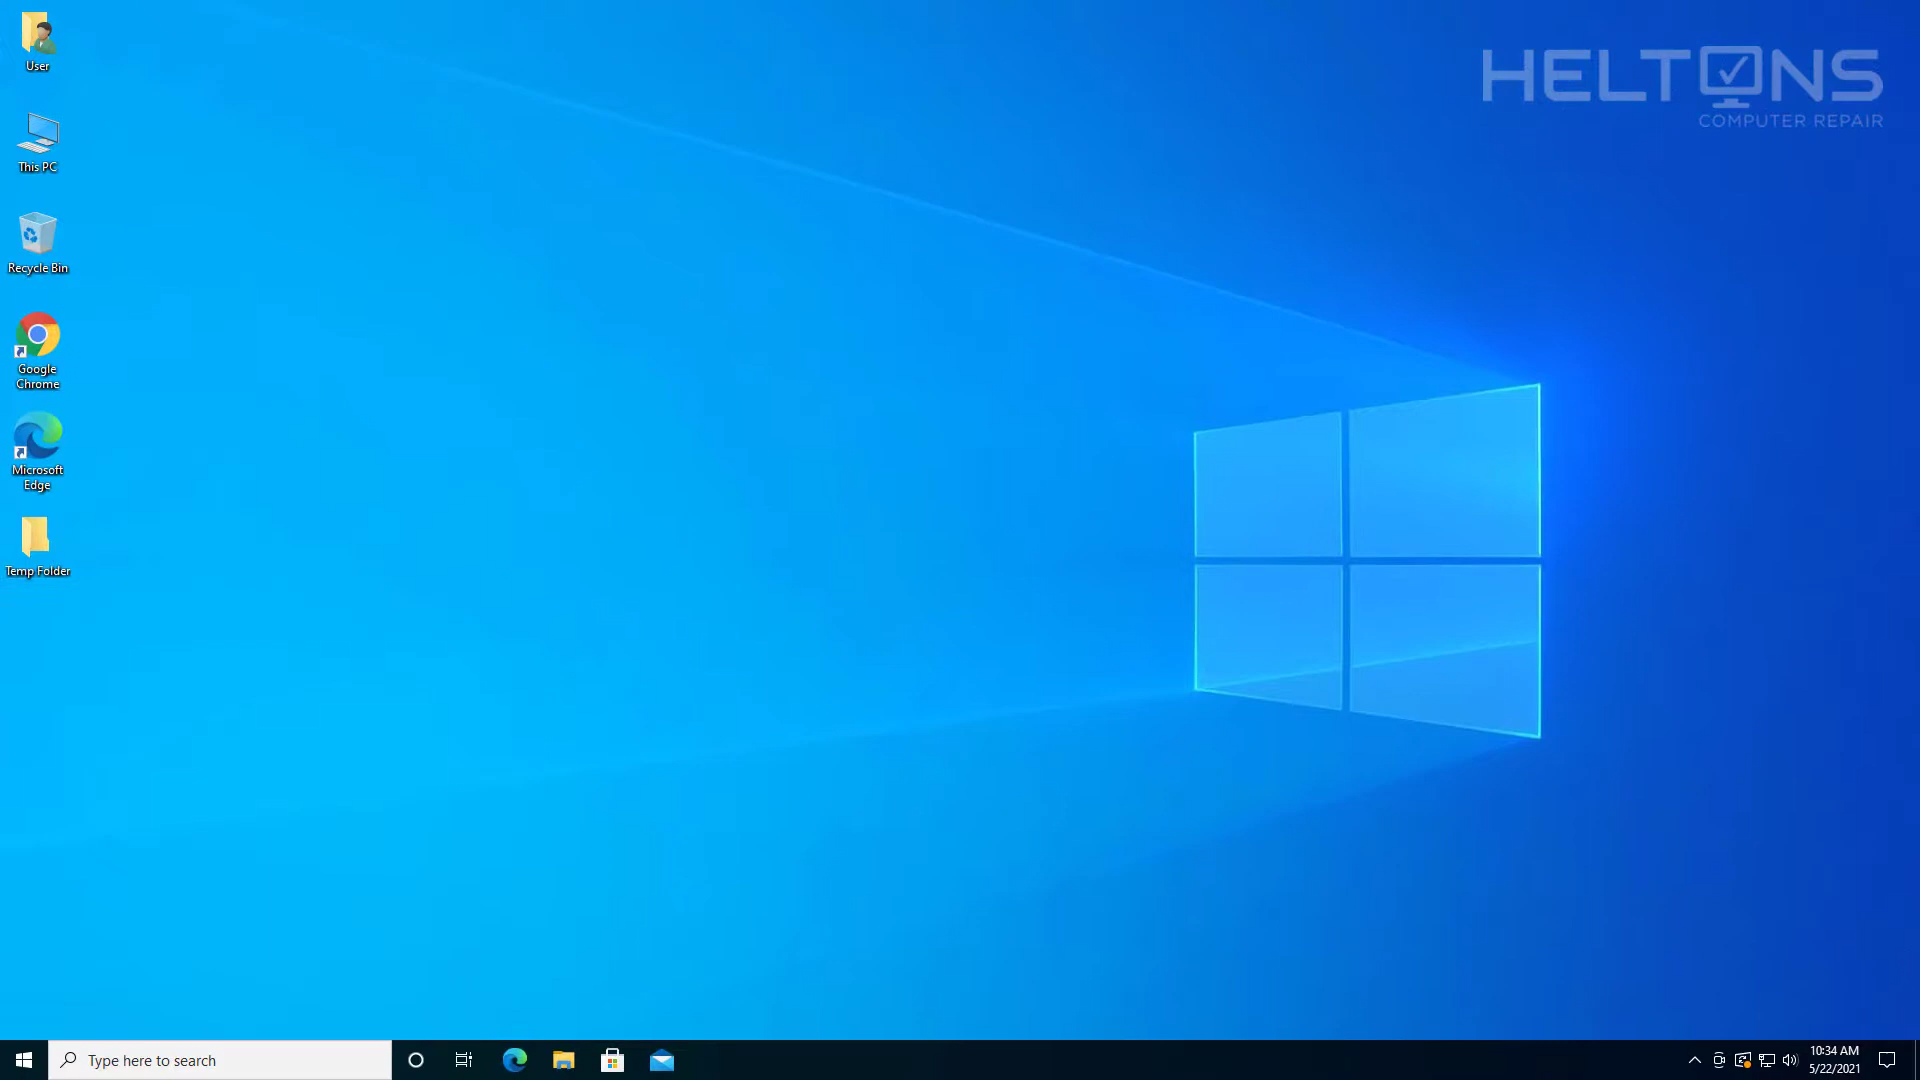 User
This PC
Recycle Bin
Google
Chrome
Microsoft
Edge
Temp Folder
HELTONS
COMPUTER REPAIR
Type here to search
10:34 AM
5/22/2021